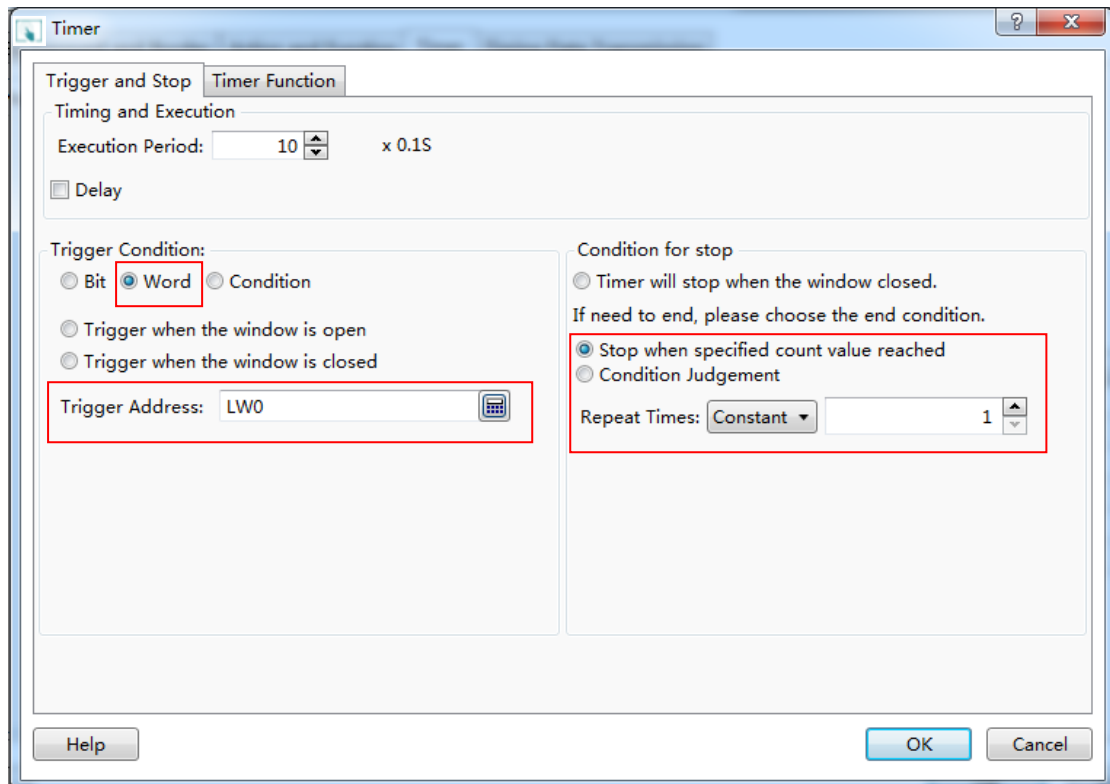 Timer
Trigger and Stop
Timer Function
Timing and Execution
Execution Period: 10 x 0.1S
Delay
Trigger Condition:
Bit Word Condition
Trigger when the window is open
Trigger when the window is closed
Trigger Address: LW0
Condition for stop
Timer will stop when the window closed.
If need to end, please choose the end condition.
Stop when specified count value reached
Condition Judgement
Repeat Times: Constant 1
Help
OK
Cancel